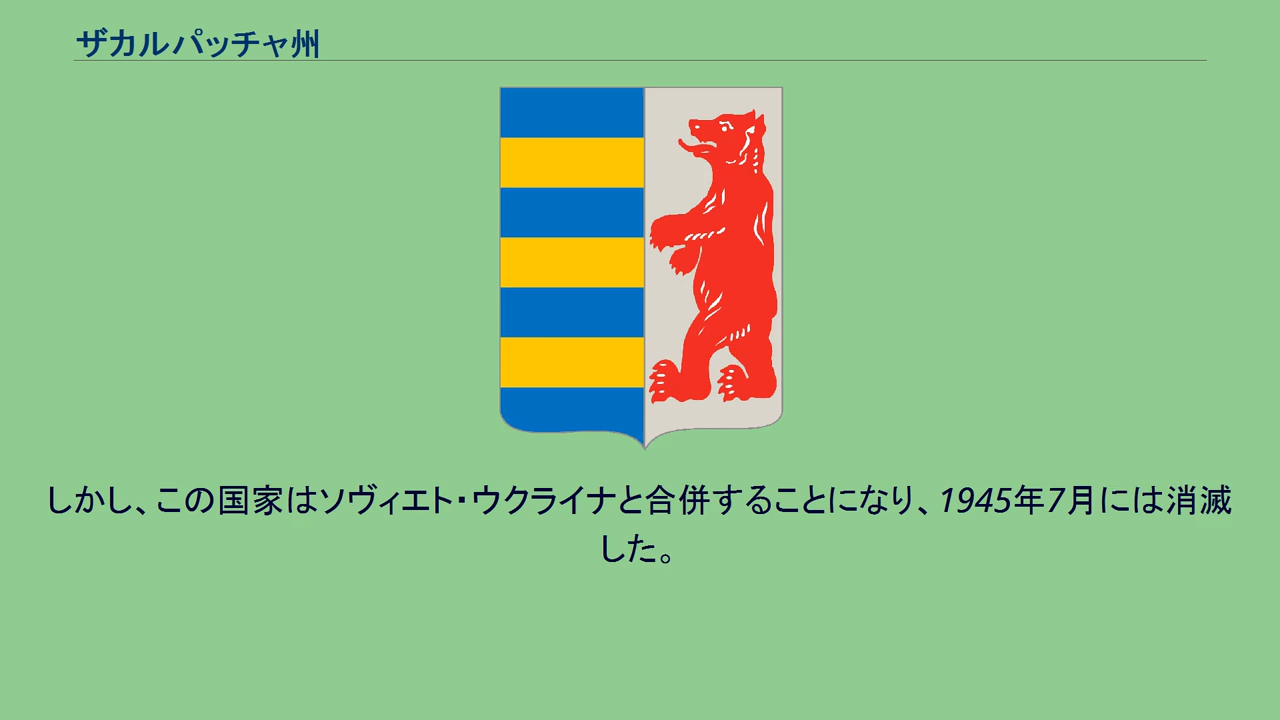 ザカルパッチャ州
しかし、この国家はソヴィエト・ウクライナと合併することになり、1945年7月には消滅
した。